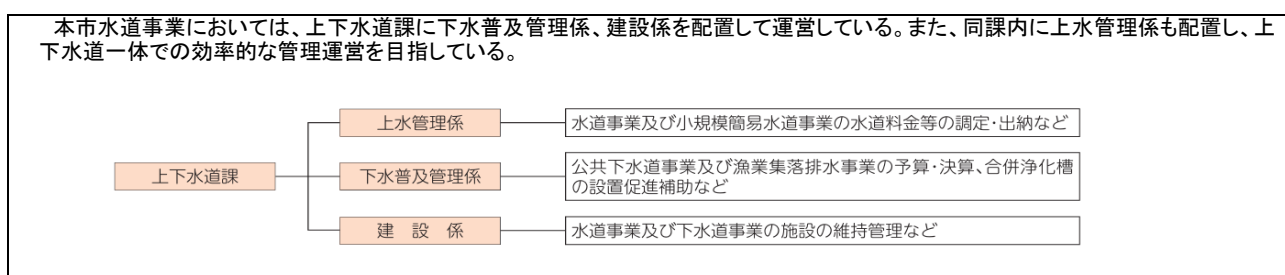 本市水道事業においては、上下水道課に下水普及管理係、建設係を配置して運営している。また、同課内に上水管理係も配置し、上
下水道一体での効率的な管理運営を目指している。
上水管理係
水道事業及び小規模簡易水道事業の水道料金等の調定・出納など
上下水道課
下水普及管理係
公共下水道事業及び漁業集落排水事業の予算・決算、合併浄化槽
の設置促進補助など
建 設 係
水道事業及び下水道事業の施設の維持管理など